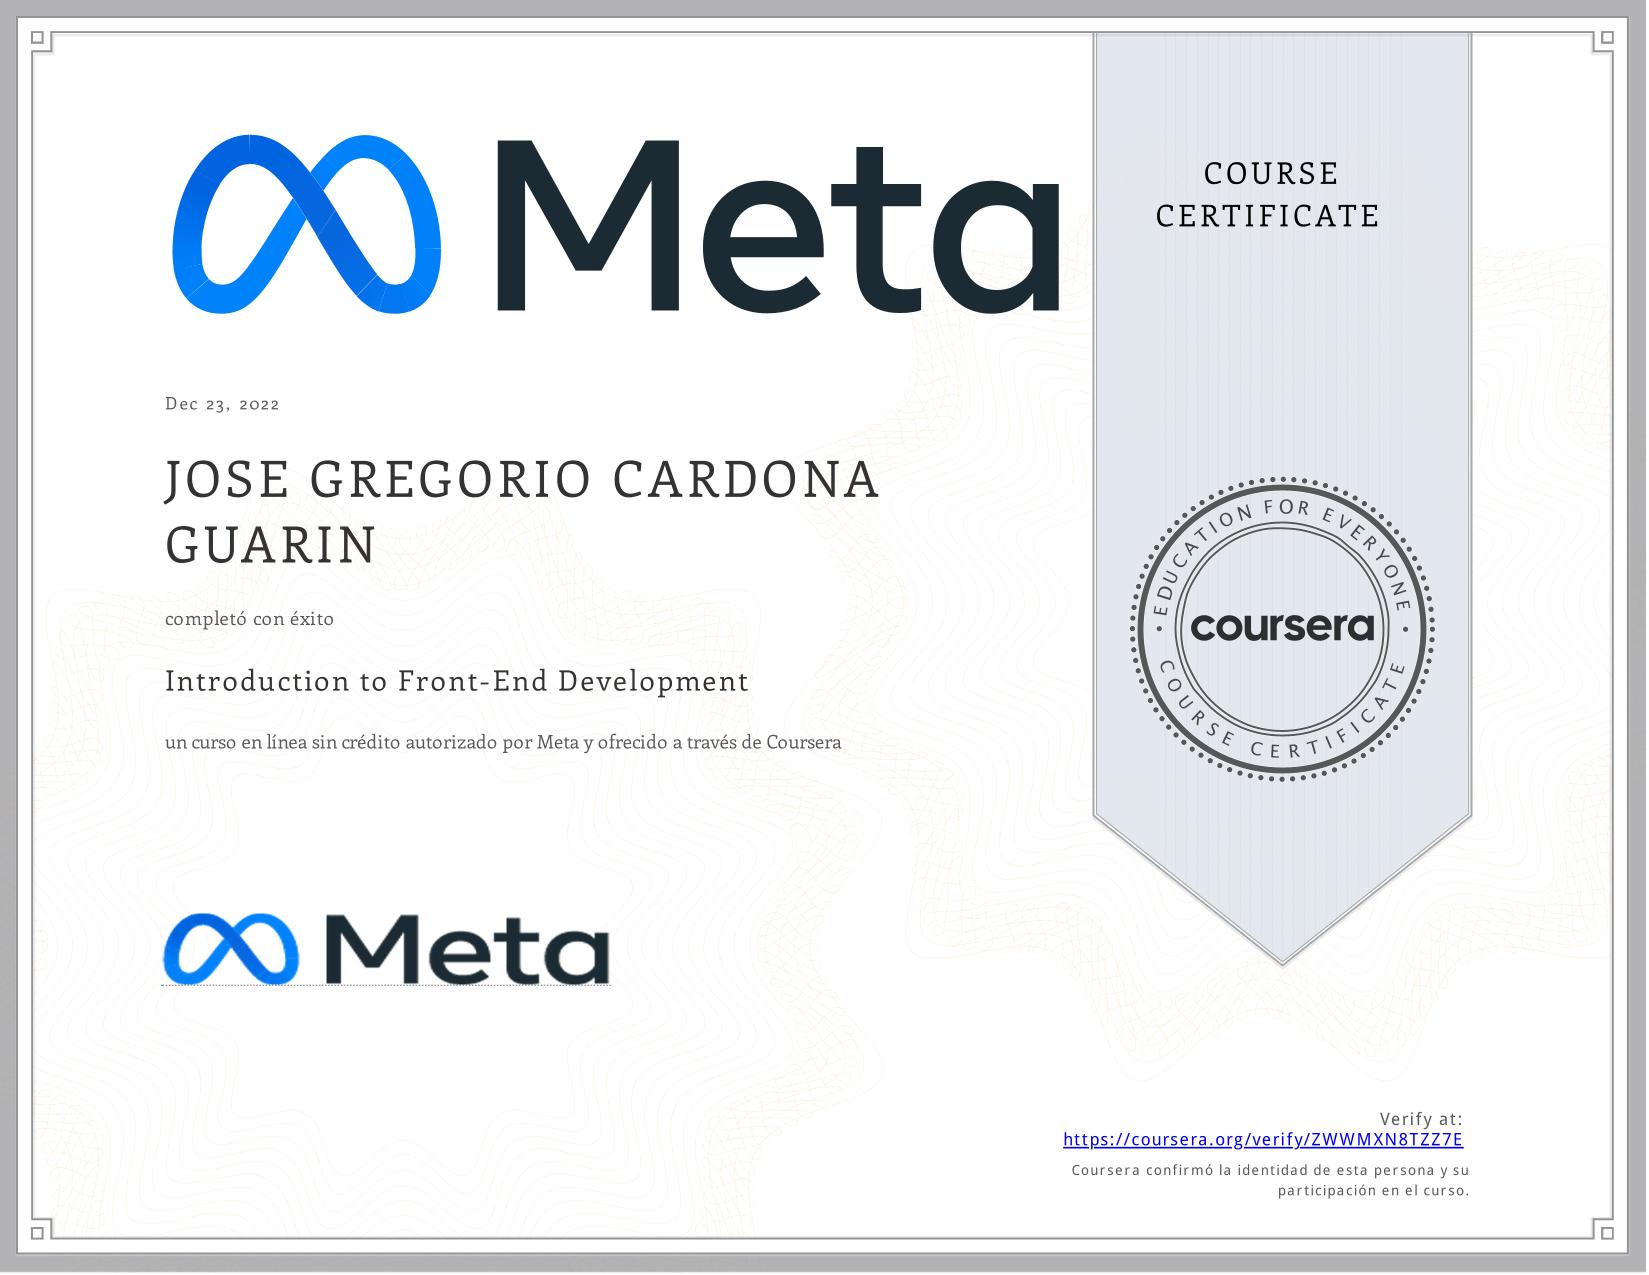 Meta
COURSE
CERTIFICATE
Dec 23, 2022
JOSE GREGORIO CARDONA
GUARIN
completó con éxito
Introduction to Front-End Development
un curso en línea sin crédito autorizado por Meta y ofrecido a través de Coursera
EDUCATION FOR EVERYONE
coursera
COURSE CERTIFICATE
Meta
Verify at:
https://coursera.org/verify/ZWWMXN8TZZ7E
Coursera confirmó la identidad de esta persona y su
participación en el curso.